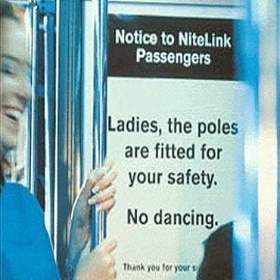 Notice to NiteLink
Passengers
Ladies, the poles
are fitted for
your safety.
No dancing.
Thank you for your